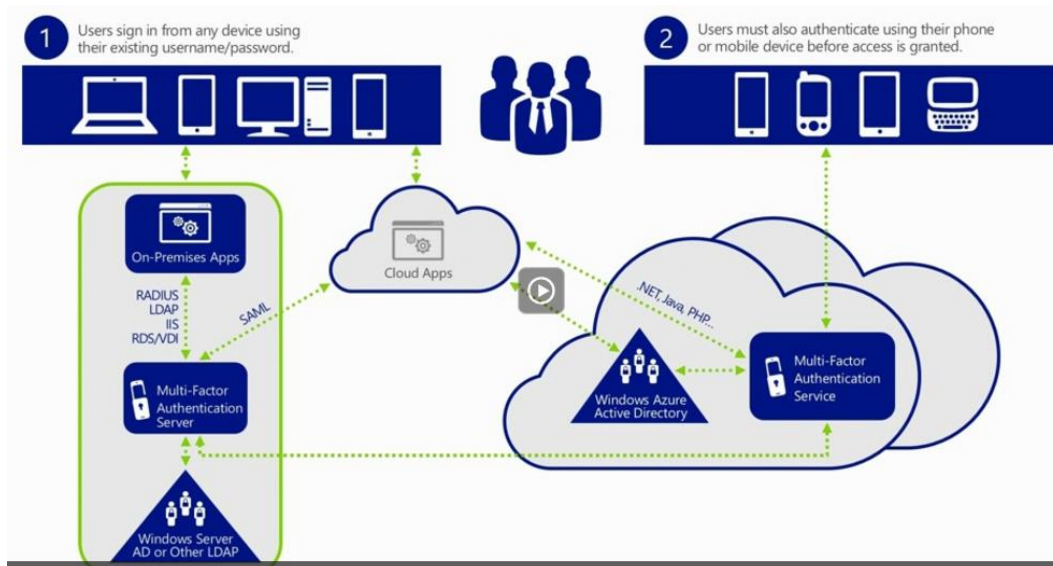 1
Users sign in from any device using
their existing username/password.
2
Users must also authenticate using their phone
or mobile device before access is granted.
On-Premises Apps
Cloud Apps
RADIUS
LDAP
IIS
RDS/VDI
SAML
.NET, Java, PHP...
Multi-Factor
Authentication
Server
Windows Azure
Active Directory
Multi-Factor
Authentication
Service
Windows Server
AD or Other LDAP